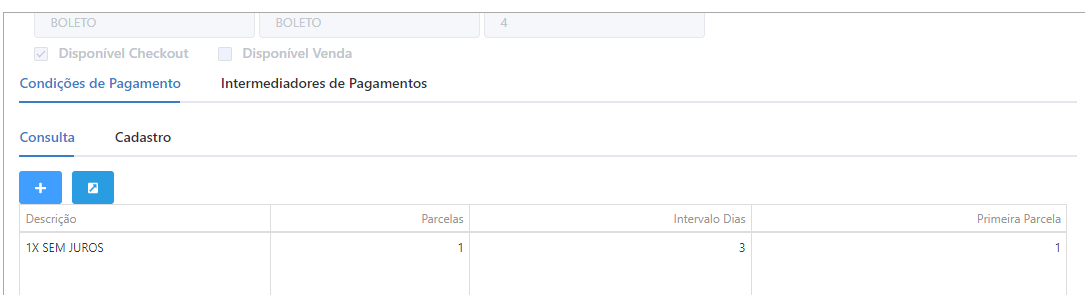 BOLETO BOLETO 4
Disponível Checkout Disponível Venda
Condições de Pagamento Intermediadores de Pagamentos
Consulta Cadastro
Descrição Parcelas Intervalo Dias Primeira Parcela
1X SEM JUROS 1 3 1